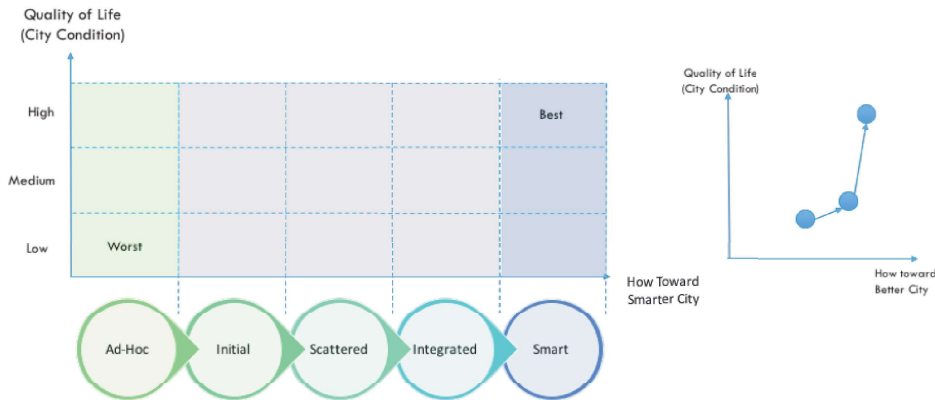 Quality of Life
(City Condition)
High
Best
Medium
Low
Worst
How Toward
Smarter City
Ad-Hoc
Initial
Scattered
Integrated
Smart
Quality of Life
(City Condition)
How toward
Better City